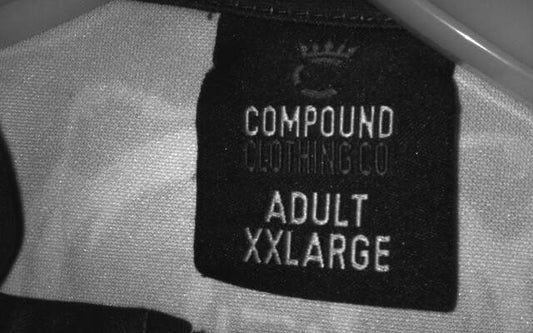 COMPOUND
CLOTHING CO
ADULT
XXLARGE